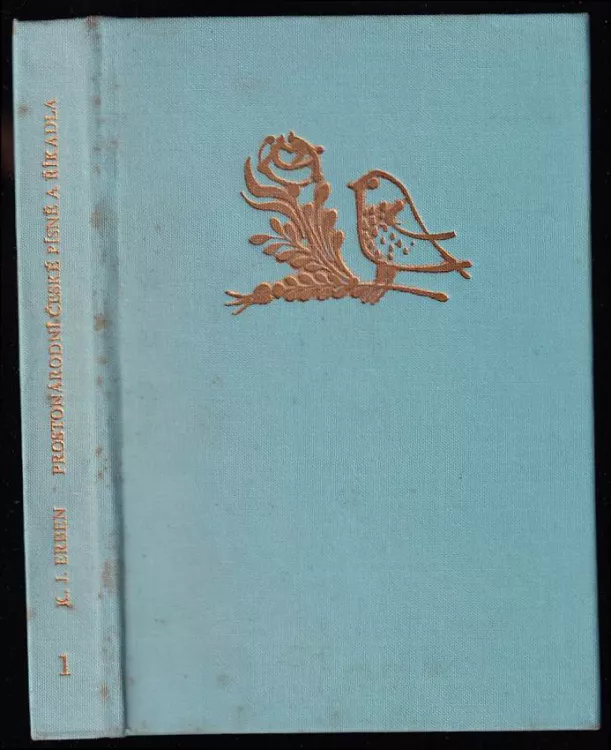 1 K. J. ERBEN PROSTONÁRODNÍ ČESKÉ PÍSNĚ A ŘÍKADLA